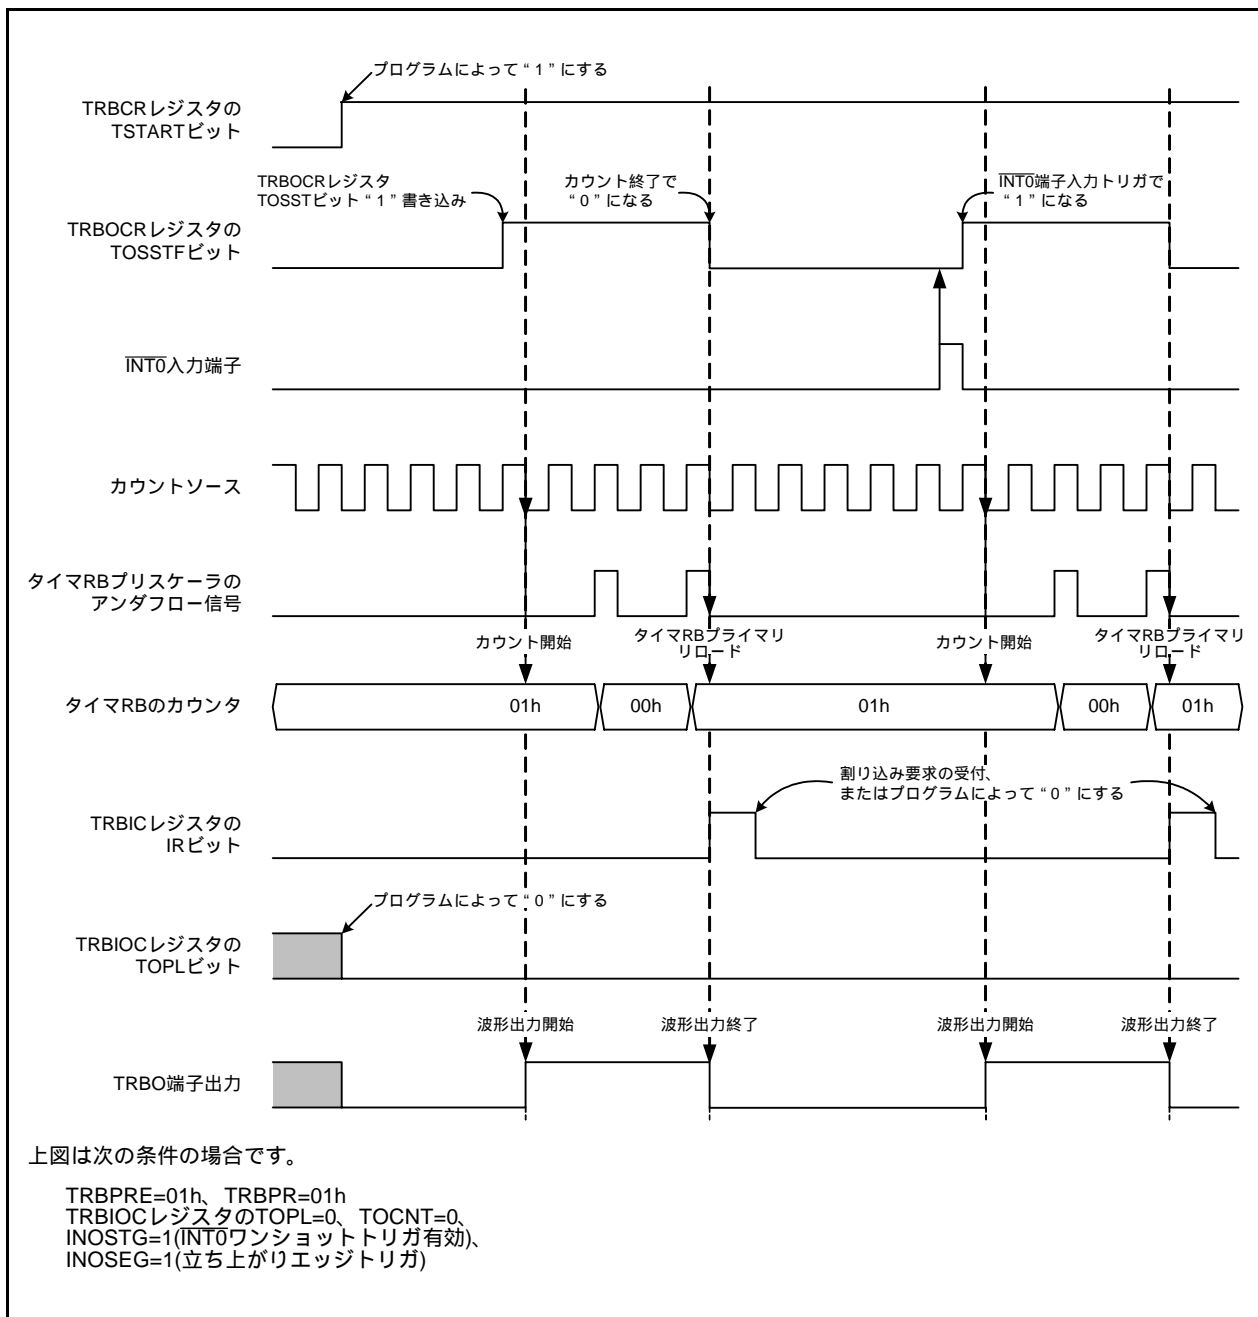 プログラムによって“1”にする
TRBCRレジスタの
TSTARTビット
TRBOCRレジスタ
TOSSTビット“1”書き込み
カウント終了で
“0”になる
INT0端子入力トリガで
“1”になる
TRBOCRレジスタの
TOSSTFビット
INT0入力端子
カウントソース
タイマRBプリスケーラの
アンダフロー信号
カウント開始
タイマRBプライマリ
リロード
カウント開始
タイマRBプライマリ
リロード
タイマRBのカウンタ
01h
00h
01h
00h
01h
割り込み要求の受付、
またはプログラムによって“0”にする
TRBICレジスタの
IRビット
プログラムによって“0”にする
TRBIOCレジスタの
TOPLビット
波形出力開始
波形出力終了
波形出力開始
波形出力終了
TRBO端子出力
上図は次の条件の場合です。
TRBPRE=01h、TRBPR=01h
TRBIOCレジスタのTOPL=0、TOCNT=0、
INOSTG=1(INT0ワンショットトリガ有効)、
INOSEG=1(立ち上がりエッジトリガ)